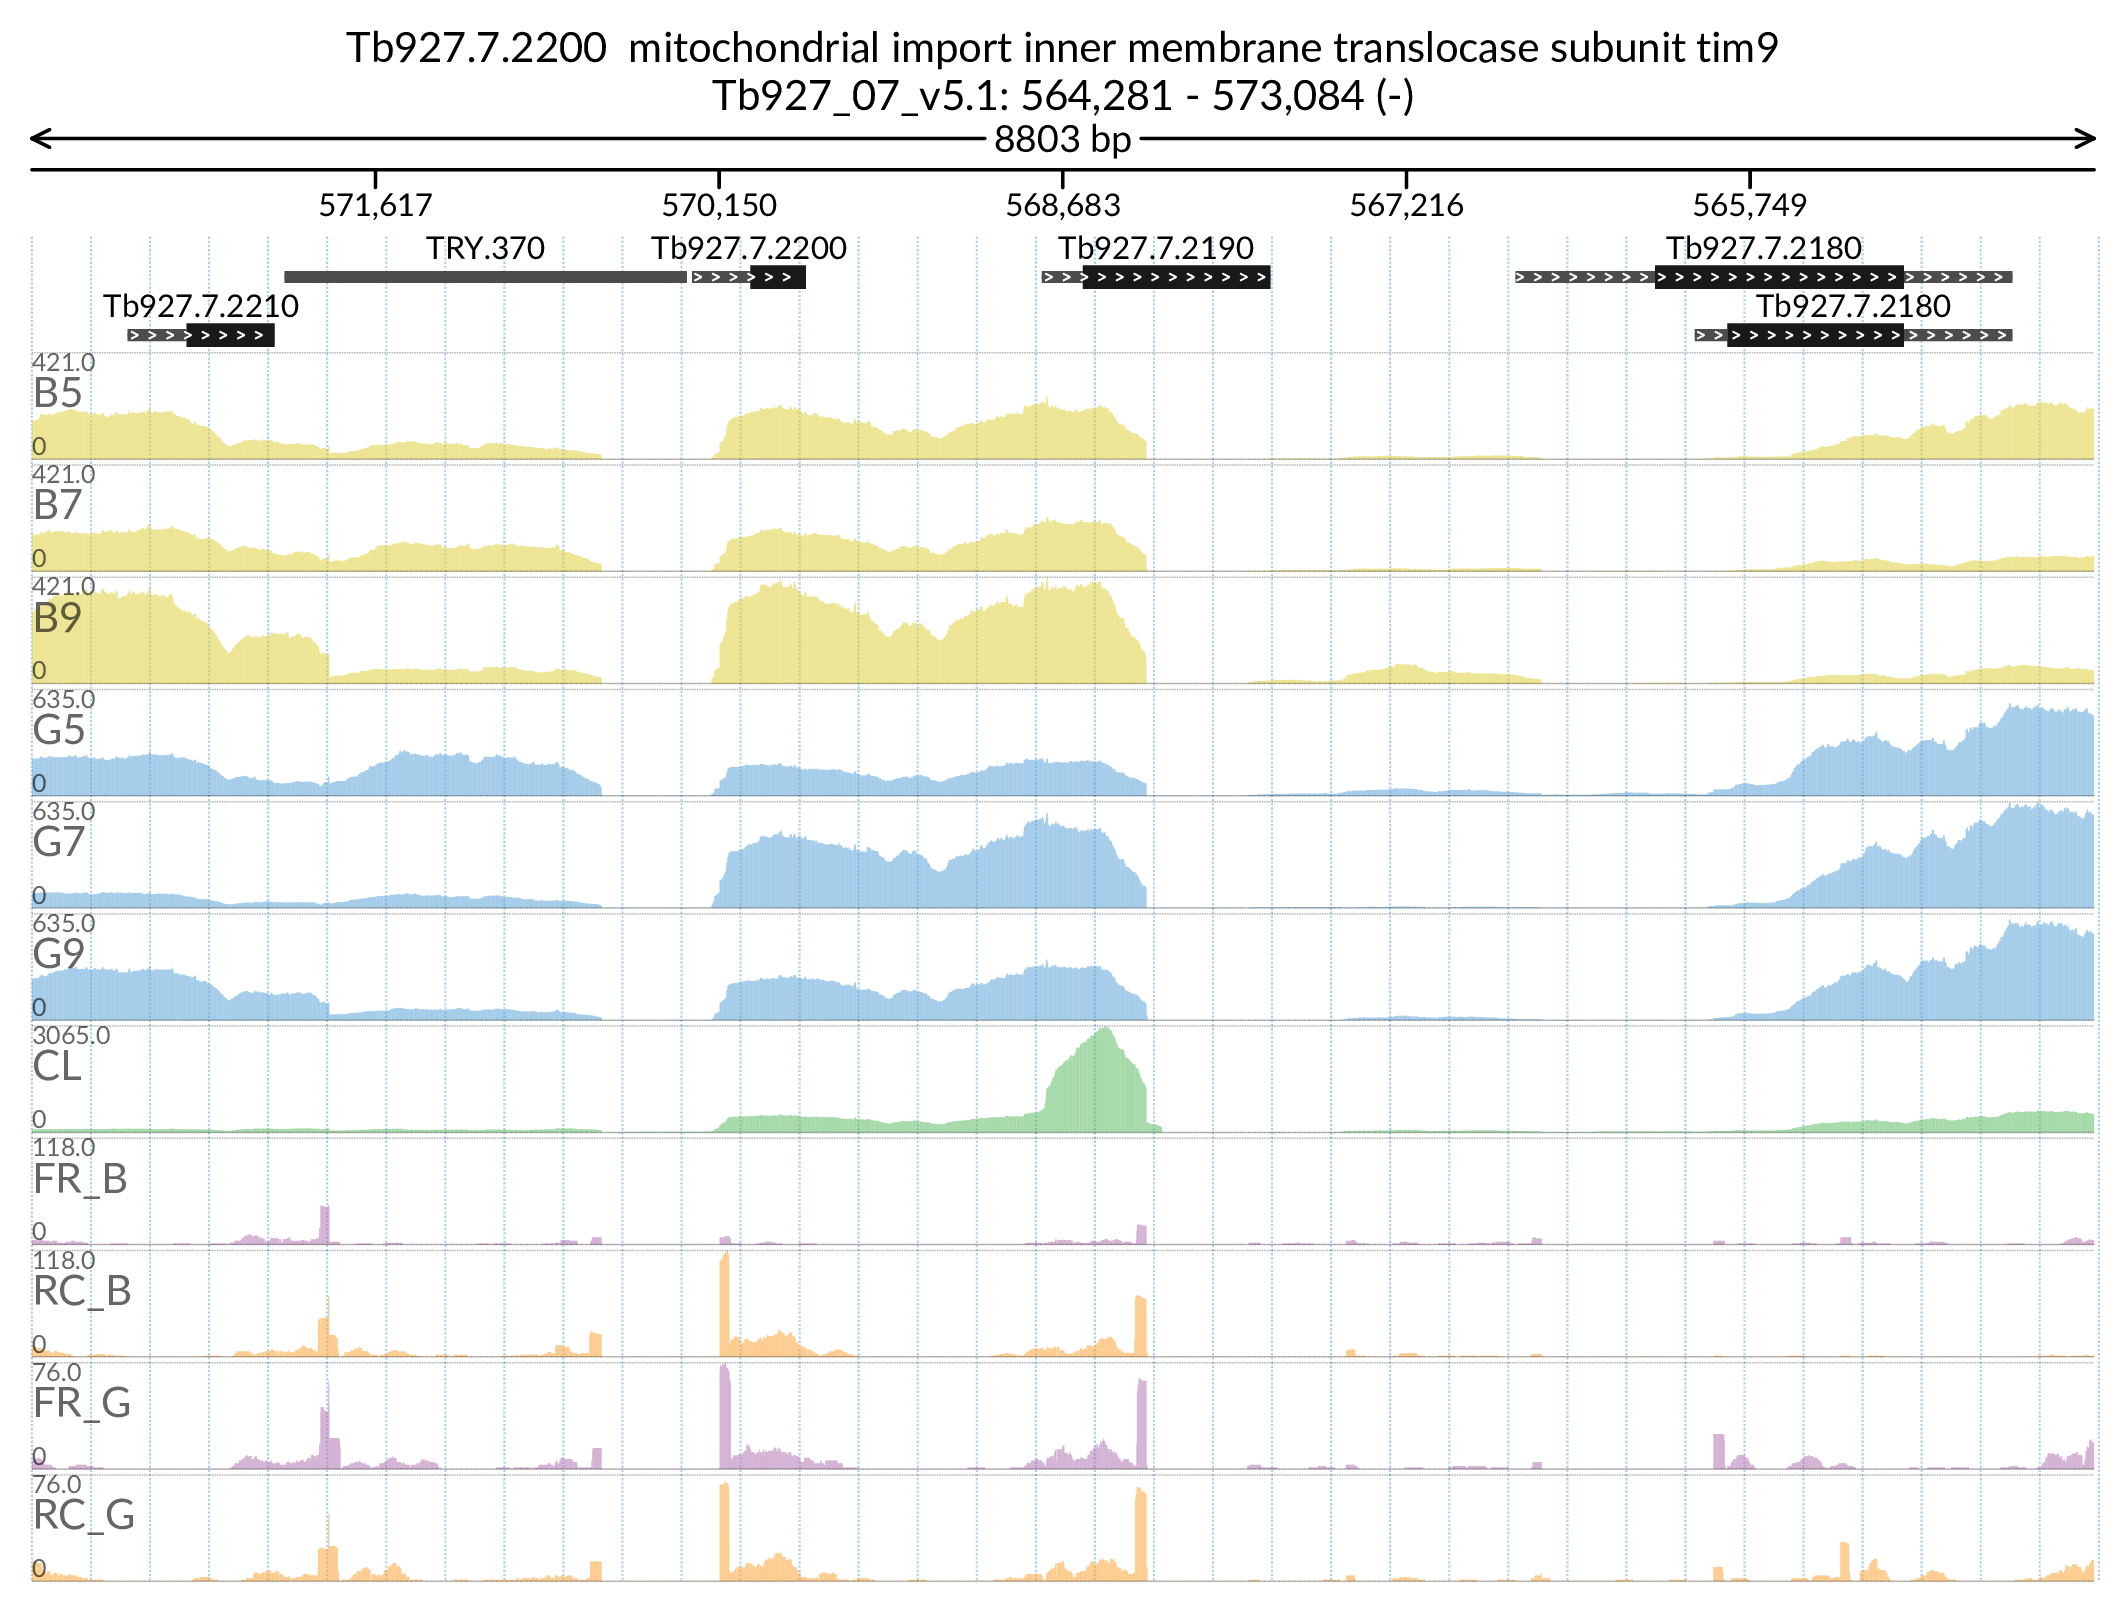 Tb927.7.2200 mitochondrial import inner membrane translocase subunit tim9
Tb927_07_v5.1: 564,281 - 573,084 (-)
8803 bp
571,617 570,150 568,683 567,216 565,749
TRY.370 Tb927.7.2200 Tb927.7.2190 Tb927.7.2180
Tb927.7.2210 Tb927.7.2180
421.0
B5
0
421.0
B7
0
421.0
B9
0
635.0
G5
0
635.0
G7
0
635.0
G9
0
3065.0
CL
0
118.0
FR_B
0
118.0
RC_B
0
76.0
FR_G
0
76.0
RC_G
0